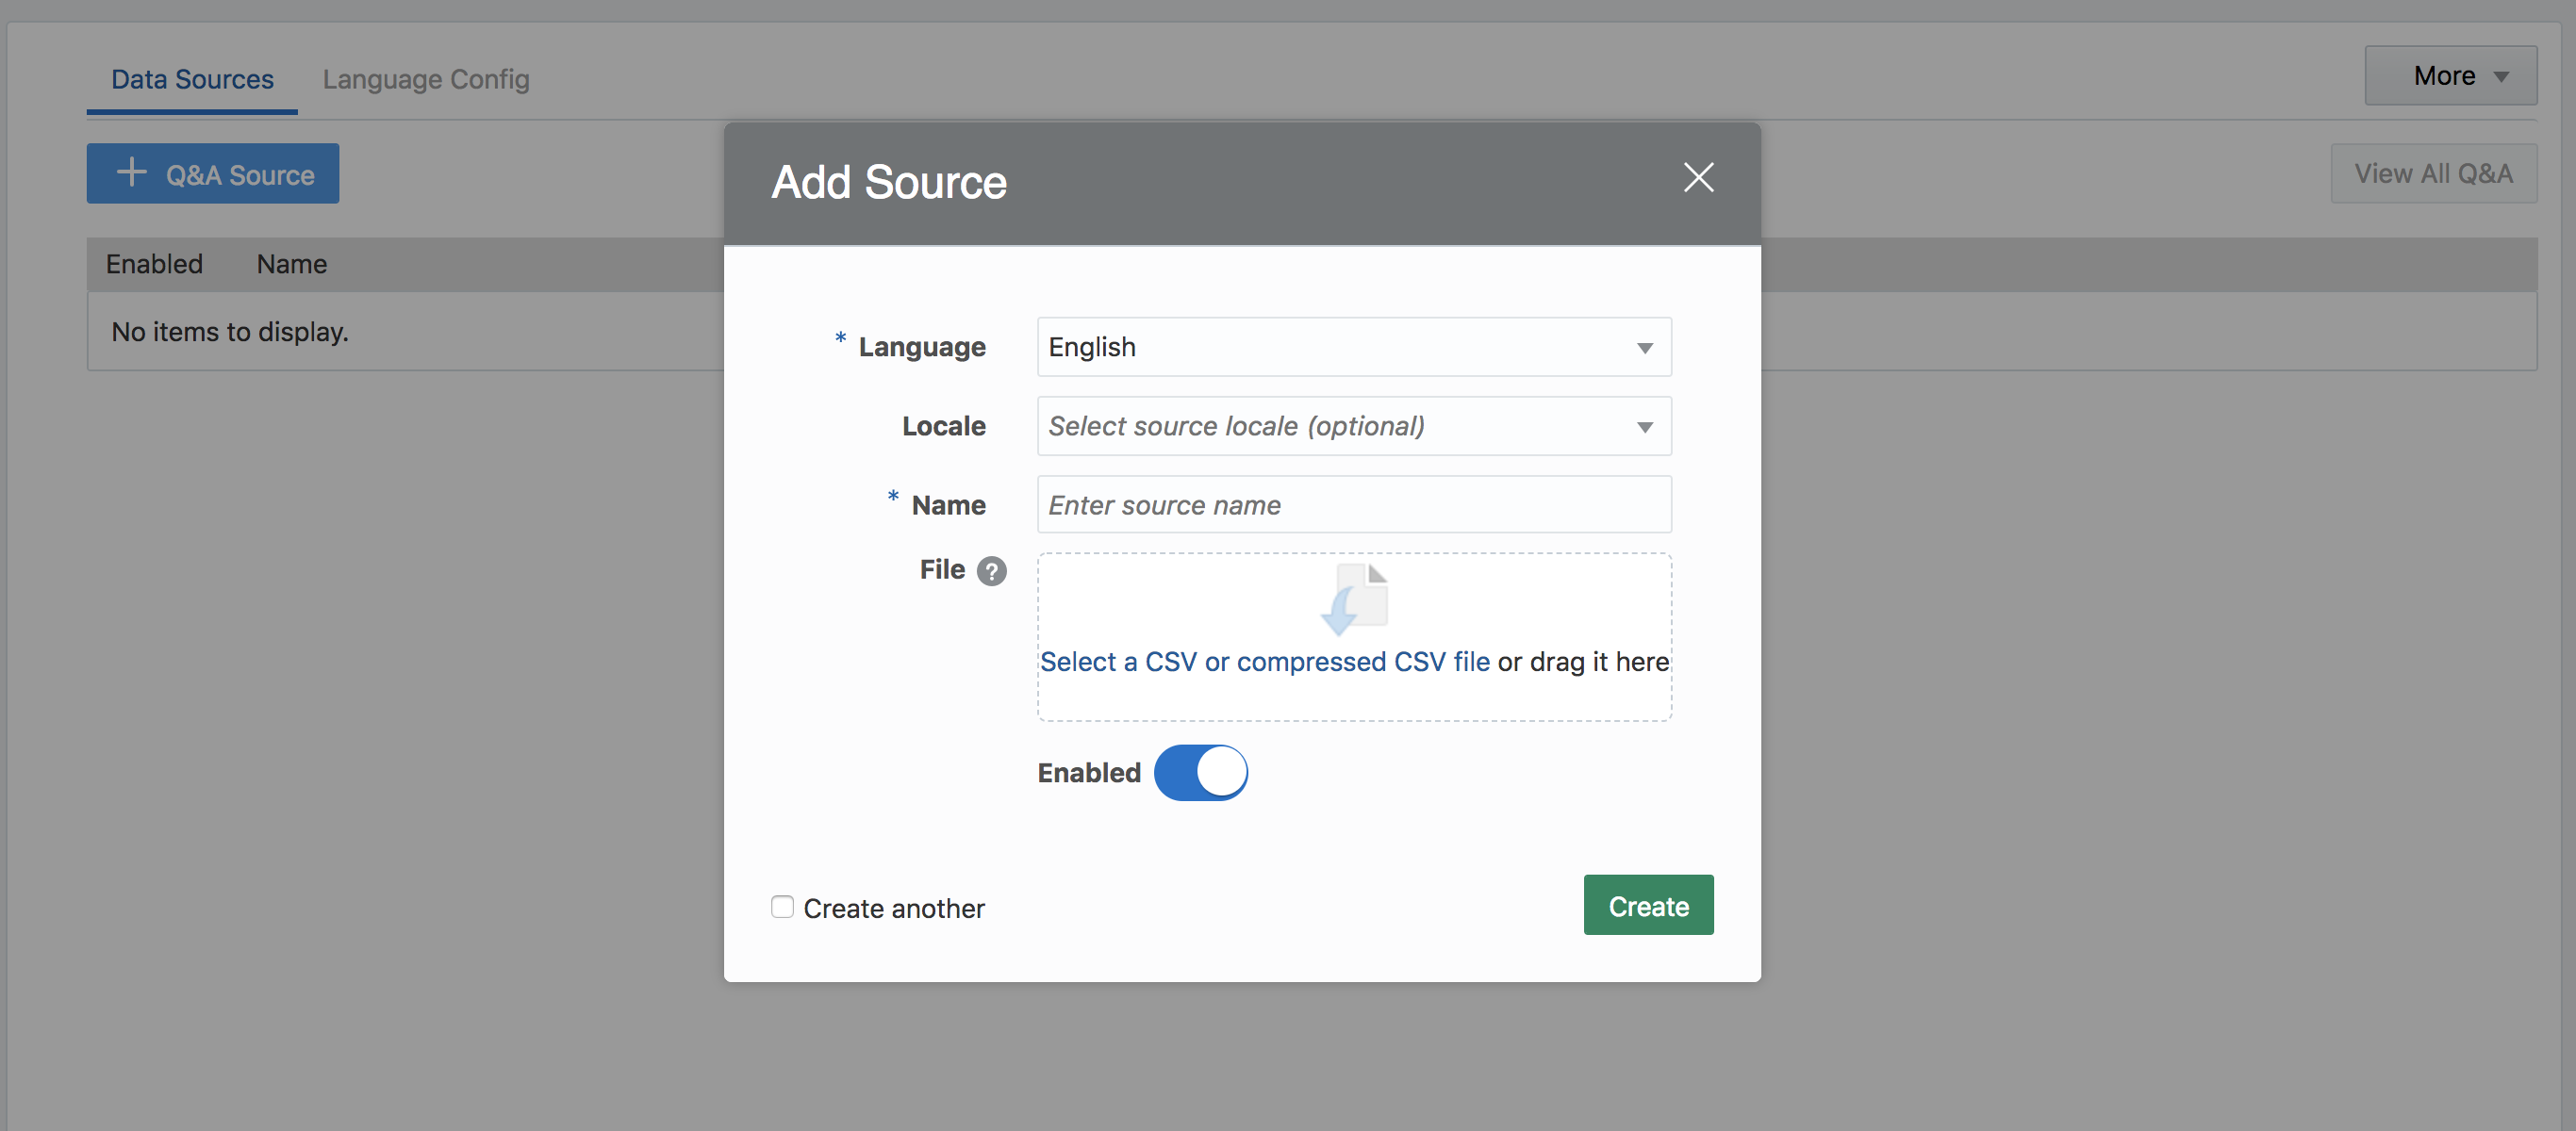 Data Sources Language Config More
Q&A Source View All Q&A
Enabled Name
No items to display.
Add Source
* Language English
Locale Select source locale (optional)
* Name Enter source name
File ?
Select a CSV or compressed CSV file or drag it here
Enabled
Create another Create